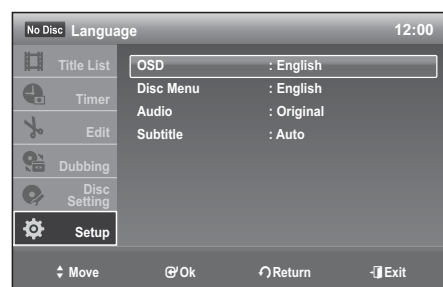 No Disc Language 12:00
Title List
Timer
Edit
Dubbing
Disc
Setting
Setup
OSD : English
Disc Menu : English
Audio : Original
Subtitle : Auto
Move Ok Return Exit